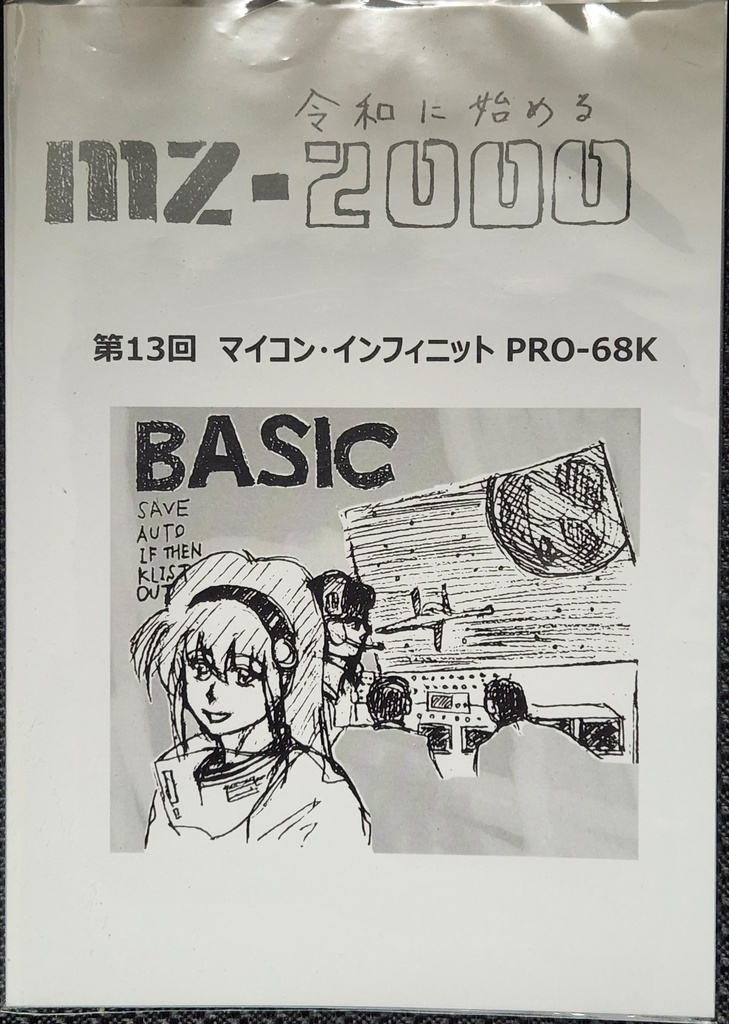 令和に始める
mz-2000
第13回 マイコン・インフィニット PRO-68K
BASIC
SAVE
AUTO
IF THEN
KLIST
OUT